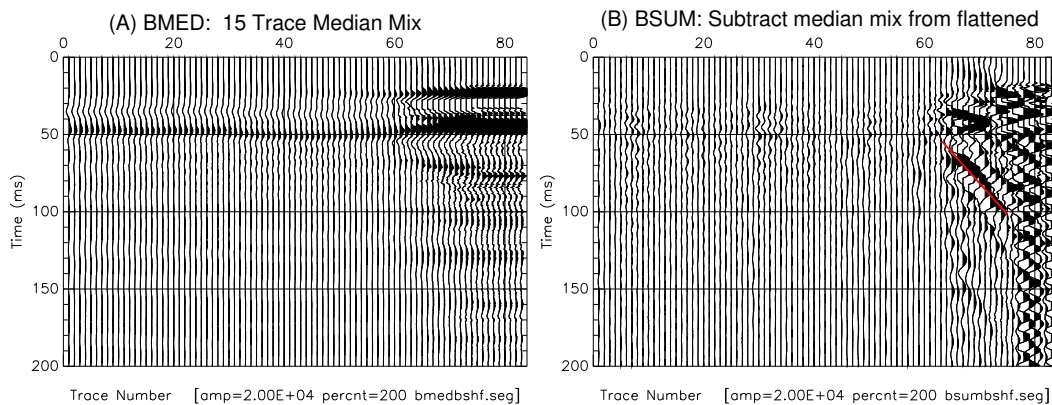 (A) BMED: 15 Trace Median Mix
0 20 40 60 80
0
50
100
150
200
Time (ms)
Trace Number [amp=2.00E+04 percnt=200 bmedbshf.seg]
(B) BSUM: Subtract median mix from flattened
0 20 40 60 80
0
50
100
150
200
Time (ms)
Trace Number [amp=2.00E+04 percnt=200 bsumbshf.seg]